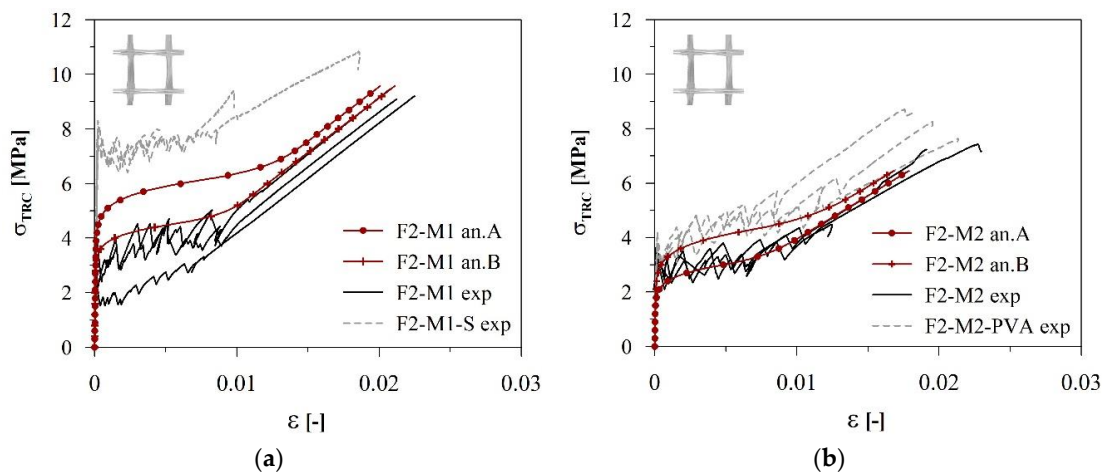 12
10
8
6
4
2
0
σTRC [MPa]
F2-M1 an.A
F2-M1 an.B
F2-M1 exp
F2-M1-S exp
0
0.01
0.02
0.03
ε [-]
(a)
12
10
8
6
4
2
0
σTRC [MPa]
F2-M2 an.A
F2-M2 an.B
F2-M2 exp
F2-M2-PVA exp
0
0.01
0.02
0.03
ε [-]
(b)